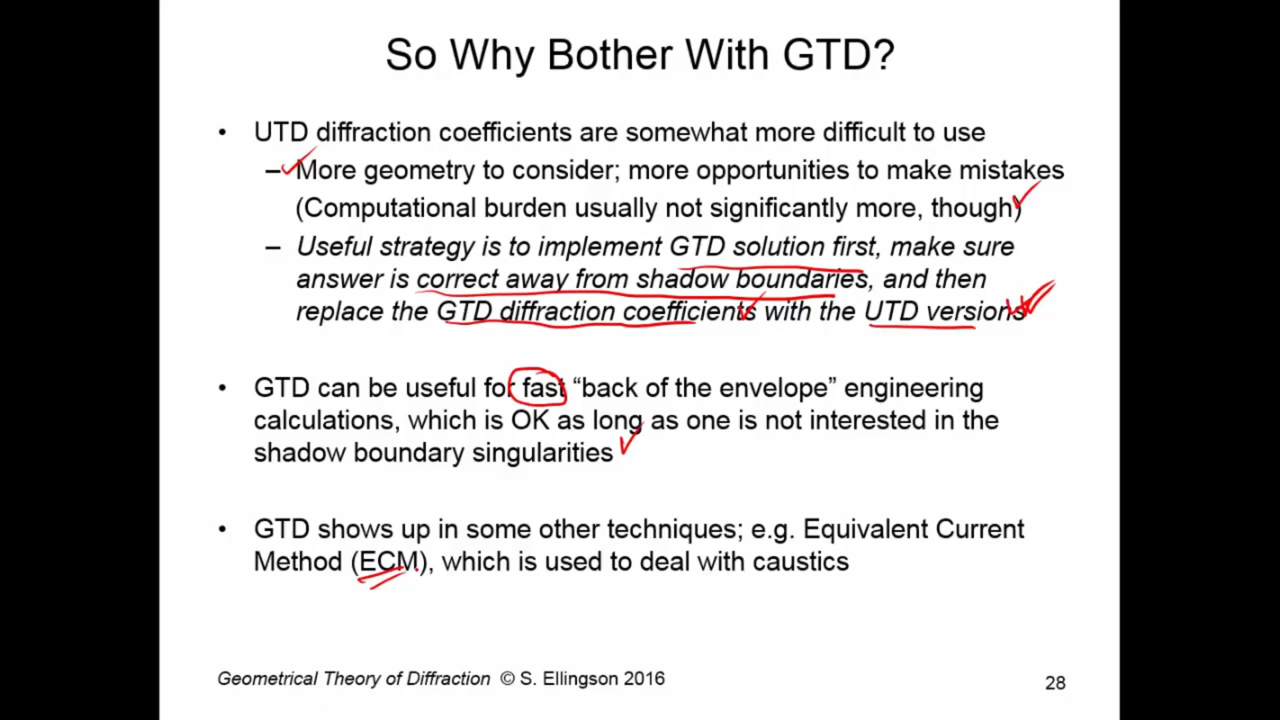 So Why Bother With GTD?
• UTD diffraction coefficients are somewhat more difficult to use
– More geometry to consider; more opportunities to make mistakes
(Computational burden usually not significantly more, though)
– Useful strategy is to implement GTD solution first, make sure
answer is correct away from shadow boundaries, and then
replace the GTD diffraction coefficients with the UTD versions
• GTD can be useful for fast “back of the envelope” engineering
calculations, which is OK as long as one is not interested in the
shadow boundary singularities
• GTD shows up in some other techniques; e.g. Equivalent Current
Method (ECM), which is used to deal with caustics
Geometrical Theory of Diffraction © S. Ellingson 2016
28